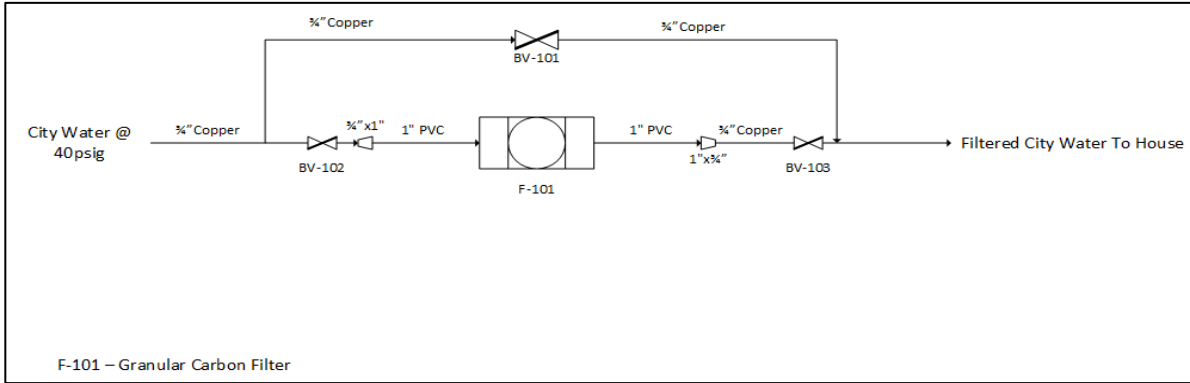 ¾”Copper
¾”Copper
BV-101
City Water @
40psig
¾”Copper
BV-102
¾”x1"
1" PVC
F-101
1" PVC
1"x¾”
¾”Copper
BV-103
Filtered City Water To House
F-101 – Granular Carbon Filter